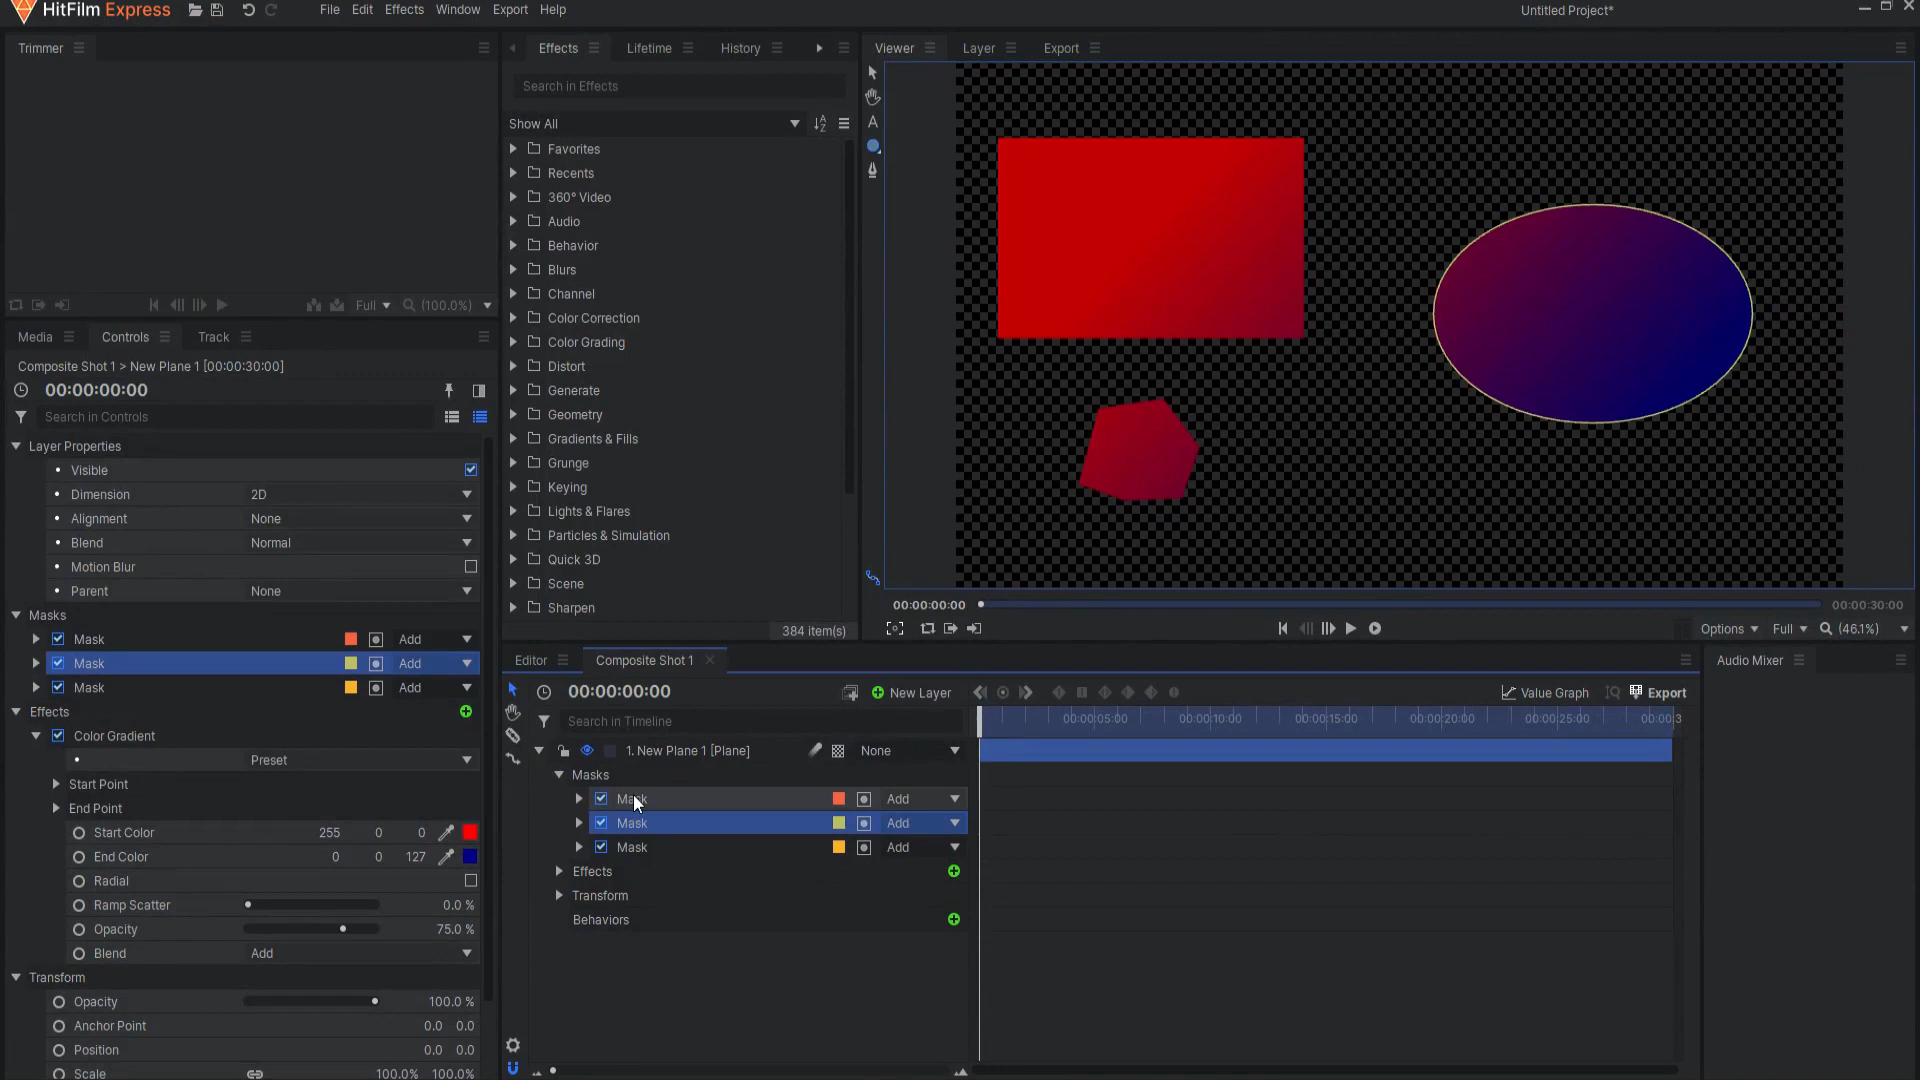 HitFilm Express
File Edit Effects Window Export Help
Untitled Project*
Trimmer
Effects Lifetime History
Viewer Layer Export
Search in Effects
Show All
Favorites
Recents
360° Video
Audio
Behavior
Blurs
Channel
Color Correction
Color Grading
Distort
Generate
Geometry
Gradients & Fills
Grunge
Keying
Lights & Flares
Particles & Simulation
Quick 3D
Scene
Sharpen
384 item(s)
Full (100.0%)
Media Controls Track
Composite Shot 1 > New Plane 1 [00:00:30:00]
00:00:00:00
Search in Controls
Layer Properties
Visible
Dimension 2D
Alignment None
Blend Normal
Motion Blur
Parent None
Masks
Mask Add
Mask Add
Mask Add
Effects
Color Gradient
Preset
Start Point
End Point
Start Color 255 0 0
End Color 0 0 127
Radial
Ramp Scatter 0.0 %
Opacity 75.0 %
Blend Add
Transform
Opacity 100.0 %
Anchor Point 0.0 0.0
Position 0.0 0.0
Scale 100.0% 100.0%
A
00:00:00:00 00:00:30:00
Options Full (46.1%)
Editor Composite Shot 1
Audio Mixer
00:00:00:00 New Layer Value Graph Export
Search in Timeline
00:00:05:00 00:00:10:00 00:00:15:00 00:00:20:00 00:00:25:00 00:00:3
1. New Plane 1 [Plane] None
Masks
Mask Add
Mask Add
Mask Add
Effects
Transform
Behaviors